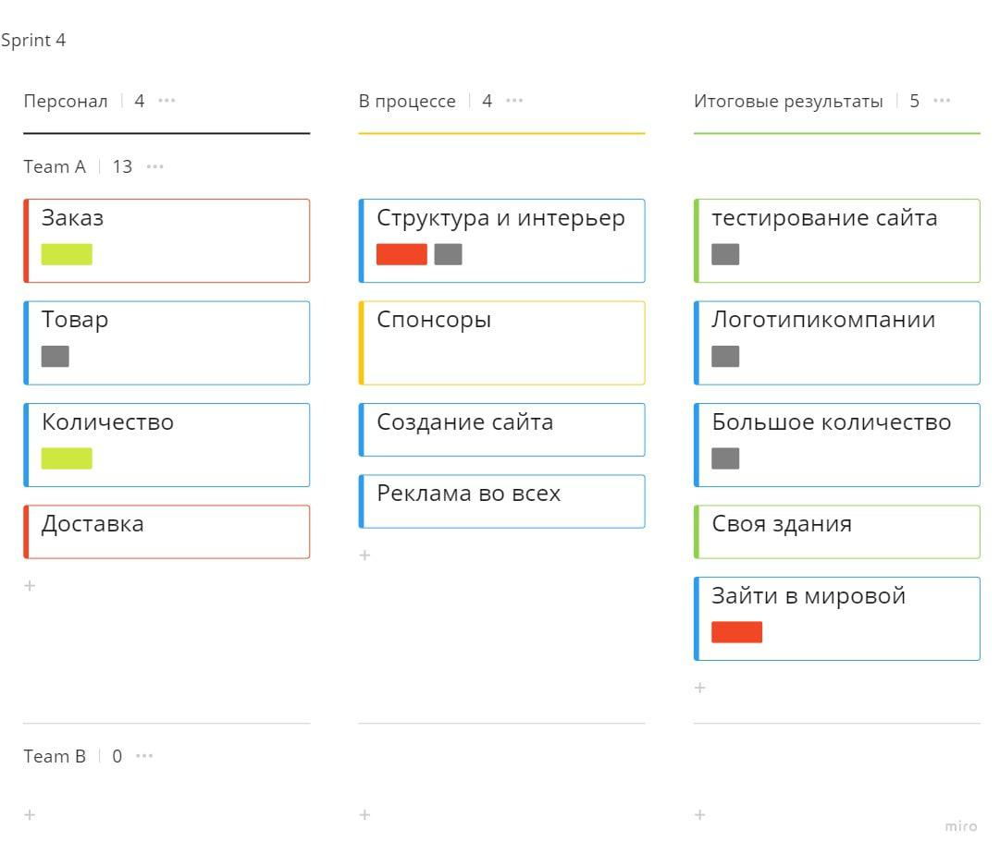 Sprint 4
Персонал 4
В процессе 4
Итоговые результаты 5
Team A 13
Заказ
Товар
Количество
Доставка
Структура и интерьер
Спонсоры
Создание сайта
Реклама во всех
тестирование сайта
Логотипикомпании
Большое количество
Своя здания
Зайти в мировой
Team B 0
miro